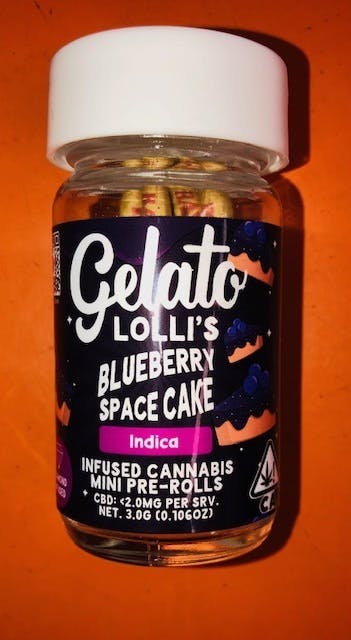 Gelato
LOLLI'S
BLUEBERRY
SPACE CAKE
Indica
INFUSED CANNABIS
MINI PRE-ROLLS
CBD: <2.0MG PER SRV.
NET. 3.0G (0.106OZ)
CA